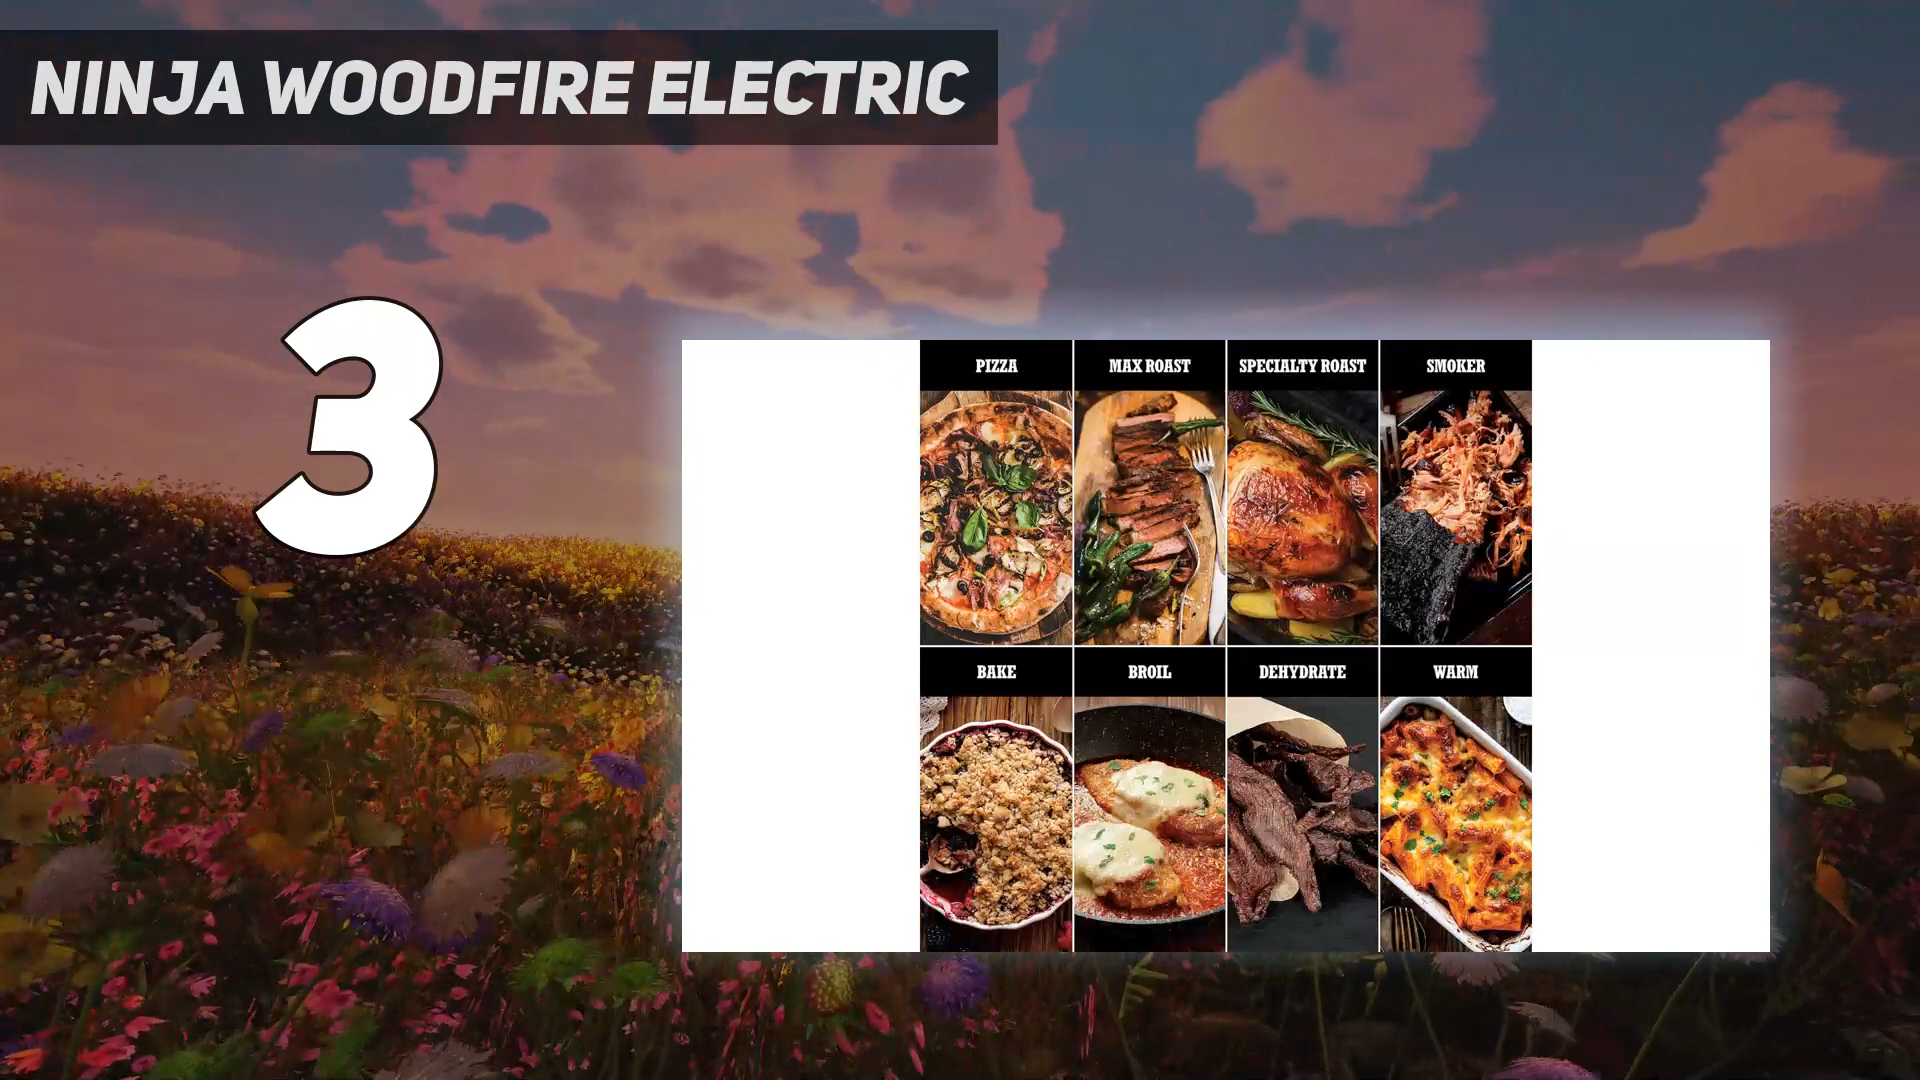 NINJA WOODFIRE ELECTRIC
3
PIZZA
MAX ROAST
SPECIALTY ROAST
SMOKER
BAKE
BROIL
DEHYDRATE
WARM